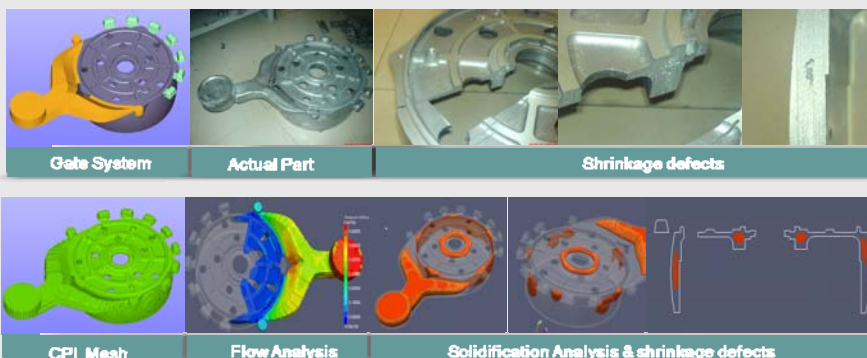 Gate System
Actual Part
Shrinkage defects
CPI Mesh
Flow Analysis
Solidification Analysis & shrinkage defects